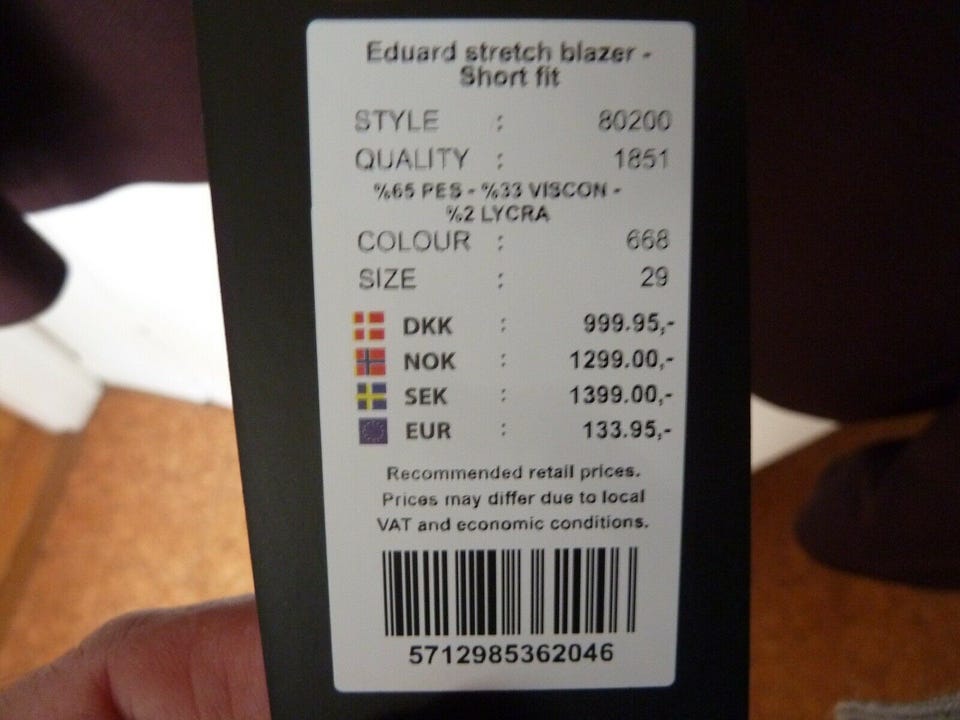 Eduard stretch blazer -
Short fit
STYLE : 80200
QUALITY : 1851
%65 PES - %33 VISCON -
%2 LYCRA
COLOUR : 668
SIZE : 29
DKK : 999.95,-
NOK : 1299.00,-
SEK : 1399.00,-
EUR : 133.95,-
Recommended retail prices.
Prices may differ due to local
VAT and economic conditions.
5712985362046